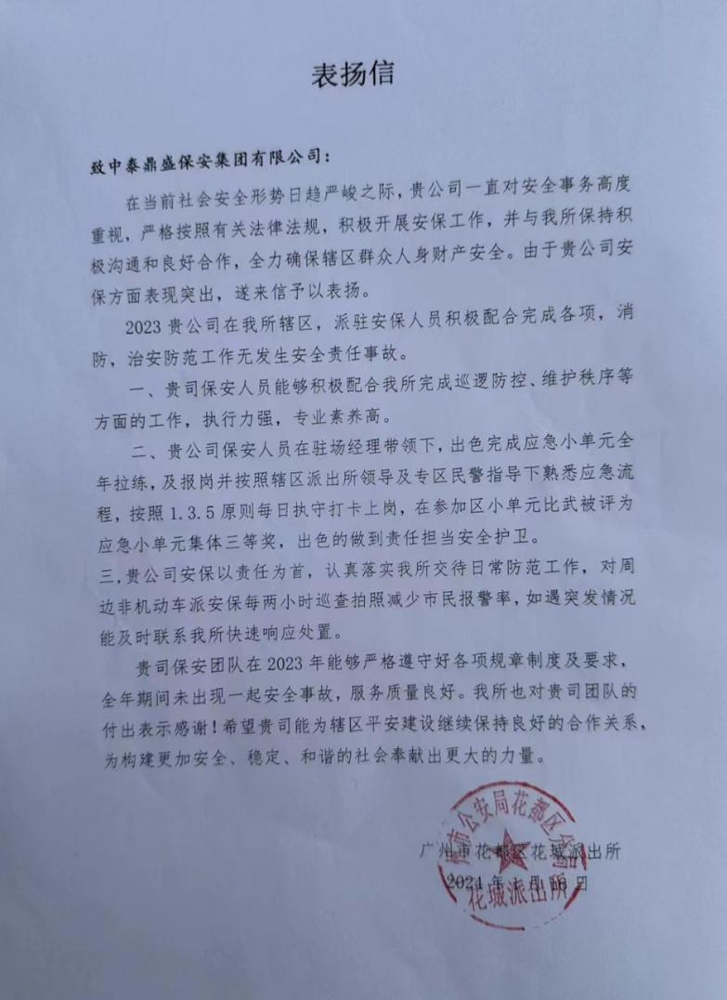 表扬信
致中泰鼎盛保安集团有限公司：
在当前社会安全形势日趋严峻之际，贵公司一直对安全事务高度
重视，严格按照有关法律法规，积极开展安保工作，并与我所保持积
极沟通和良好合作，全力确保辖区群众人身财产安全。由于贵公司安
保方面表现突出，遂来信予以表扬。
2023 贵公司在我所辖区，派驻安保人员积极配合完成各项，消
防，治安防范工作无发生安全责任事故。
一、贵司保安人员能够积极配合我所完成巡逻防控、维护秩序等
方面的工作，执行力强，专业素养高。
二、贵公司保安人员在驻场经理带领下，出色完成应急小单元全
年拉练，及报岗并按照辖区派出所领导及专区民警指导下熟悉应急流
程，按照 1.3.5 原则每日执守打卡上岗，在参加区小单元比武被评为
应急小单元集体三等奖，出色的做到责任担当安全护卫。
三,贵公司安保以责任为首，认真落实我所交待日常防范工作，对周
边非机动车派安保每两小时巡查拍照减少市民报警率，如遇突发情况
能及时联系我所快速响应处置。
贵司保安团队在 2023 年能够严格遵守好各项规章制度及要求，
全年期间未出现一起安全事故，服务质量良好。我所也对贵司团队的
付出表示感谢！希望贵司能为辖区平安建设继续保持良好的合作关系，
为构建更加安全、稳定、和谐的社会奉献出更大的力量。
州市公安局花都区分局
广州市花都区花城派出所
2024 年 1 月 16 日
花城派出所